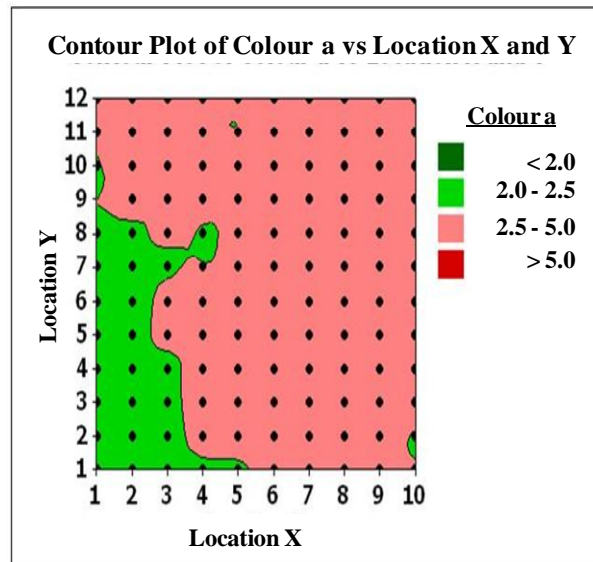 Contour Plot of Colour a vs Location X and Y
Colour a
< 2.0
2.0 - 2.5
2.5 - 5.0
> 5.0
Location Y
12
11
10
9
8
7
6
5
4
3
2
1
1 2 3 4 5 6 7 8 9 10
Location X